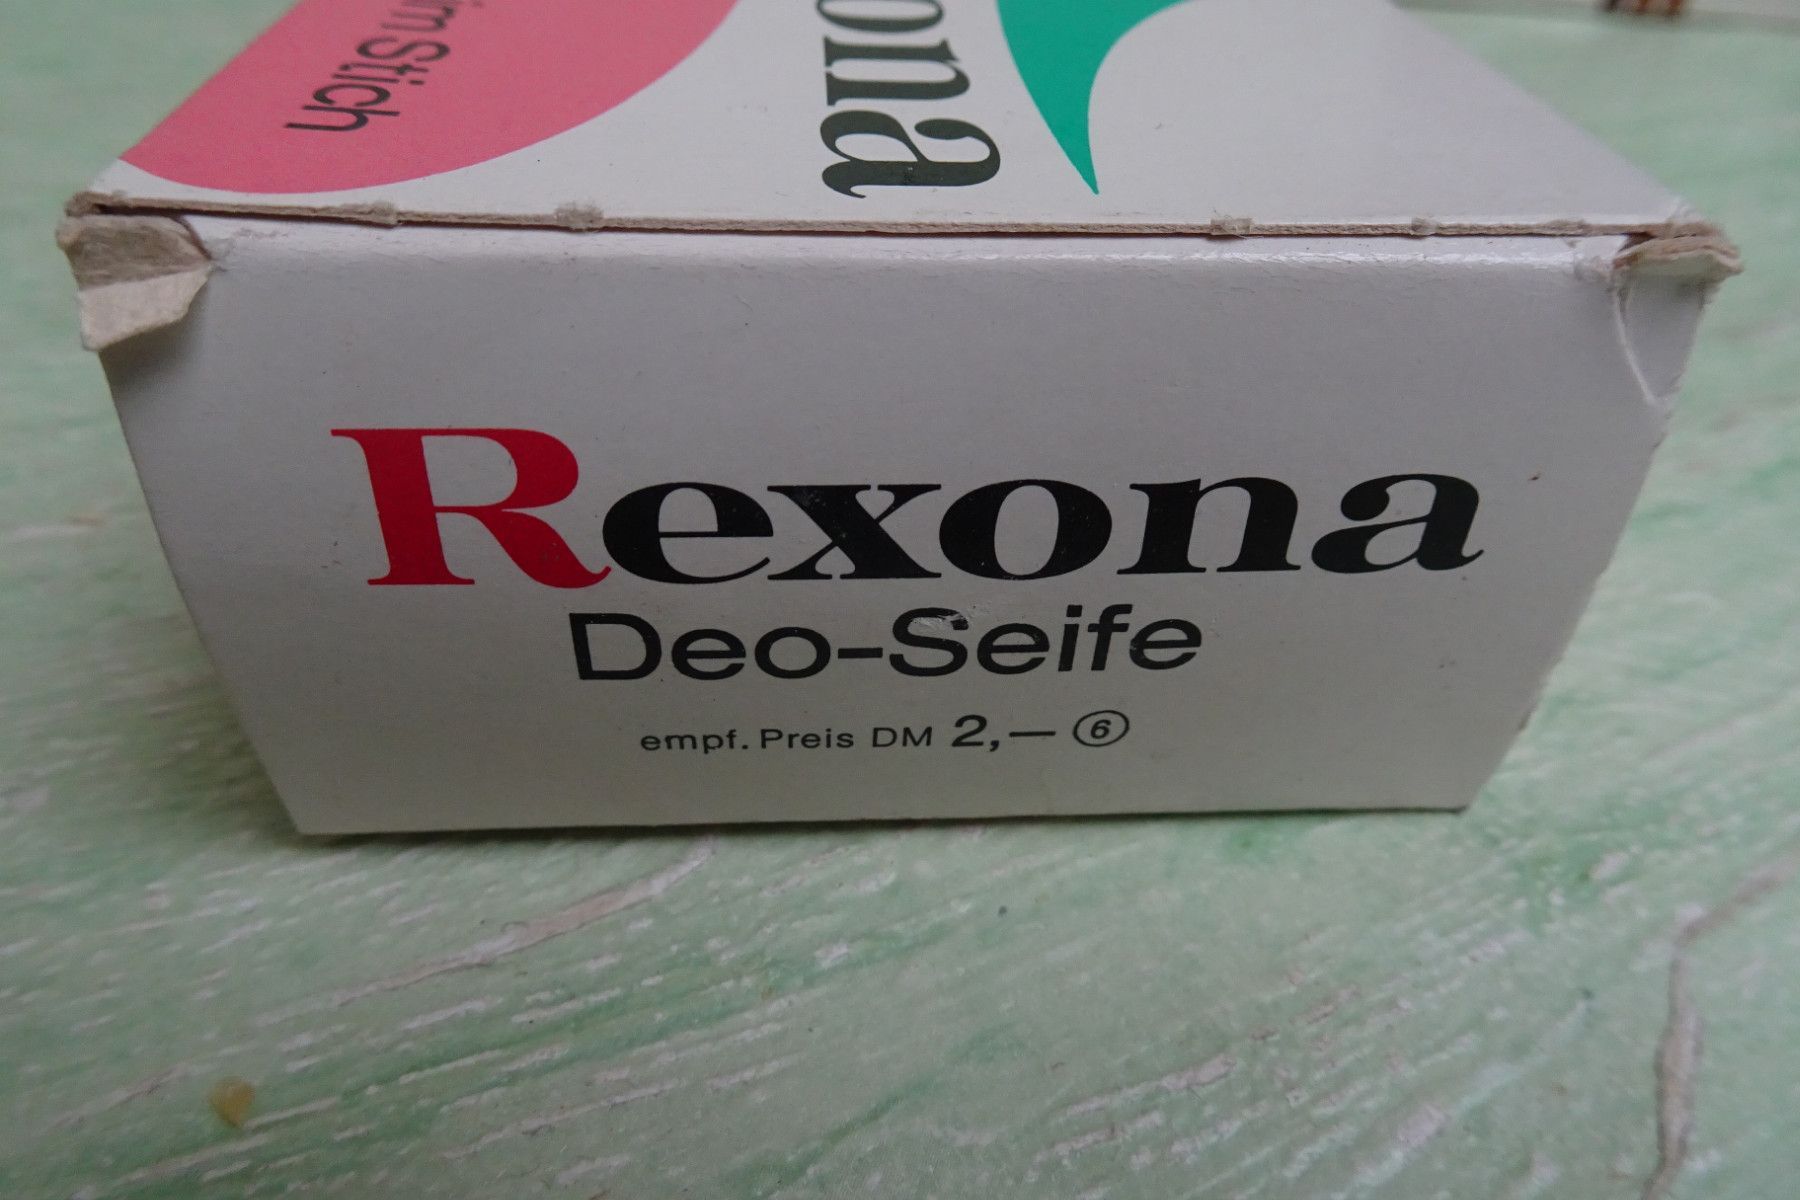 Rexona
Deo-Seife
empf. Preis DM 2,— ⑥